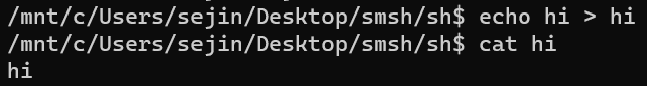 /mnt/c/Users/sejin/Desktop/smsh/sh$ echo hi > hi
/mnt/c/Users/sejin/Desktop/smsh/sh$ cat hi
hi